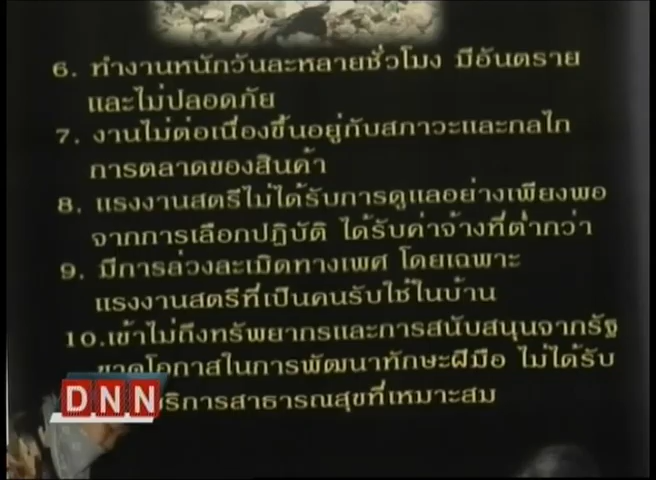 6. ทำงานหนักวันละหลายชั่วโมง มีอันตราย
และไม่ปลอดภัย
7. งานไม่ต่อเนื่องขึ้นอยู่กับสภาวะและกลไก
การตลาดของสินค้า
8. แรงงานสตรีไม่ได้รับการดูแลอย่างเพียงพอ
จากการเลือกปฏิบัติ ได้รับค่าจ้างที่ต่ำกว่า
9. มีการล่วงละเมิดทางเพศ โดยเฉพาะ
แรงงานสตรีที่เป็นคนรับใช้ในบ้าน
10.เข้าไม่ถึงทรัพยากรและการสนับสนุนจากรัฐ
ขาดโอกาสในการพัฒนาทักษะฝีมือ ไม่ได้รับ
บริการสาธารณสุขที่เหมาะสม
DNN